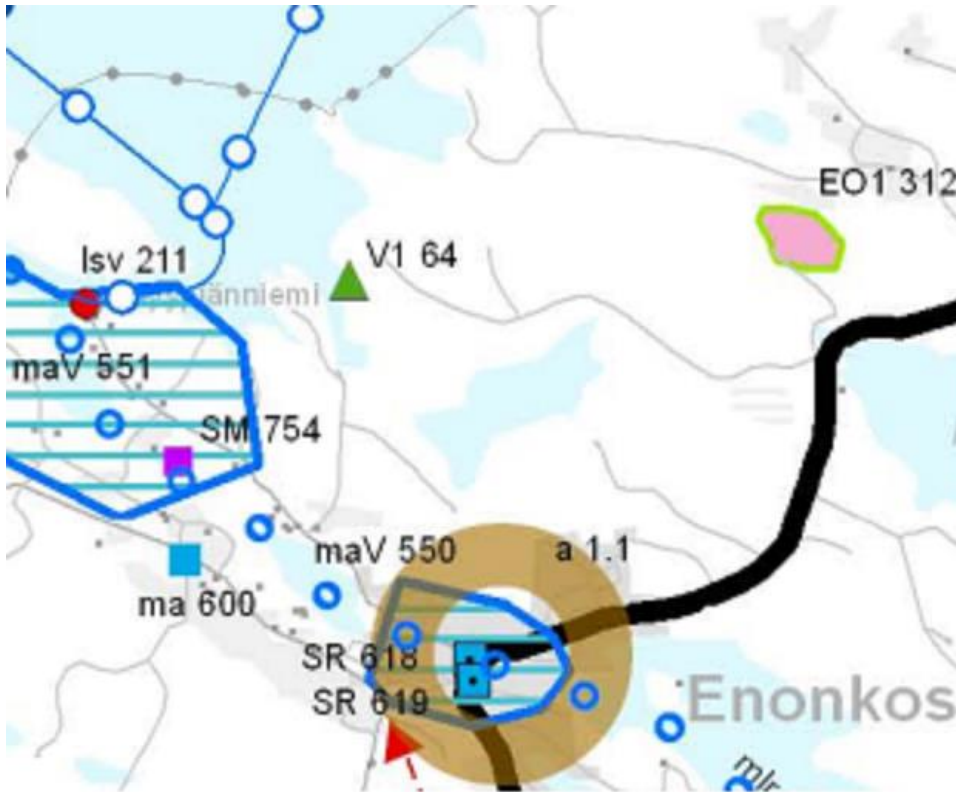 EO1 312
V1 64
lsv 211
maV 551
SM 754
maV 550
a 1.1
ma 600
SR 618
SR 619
Enonkos